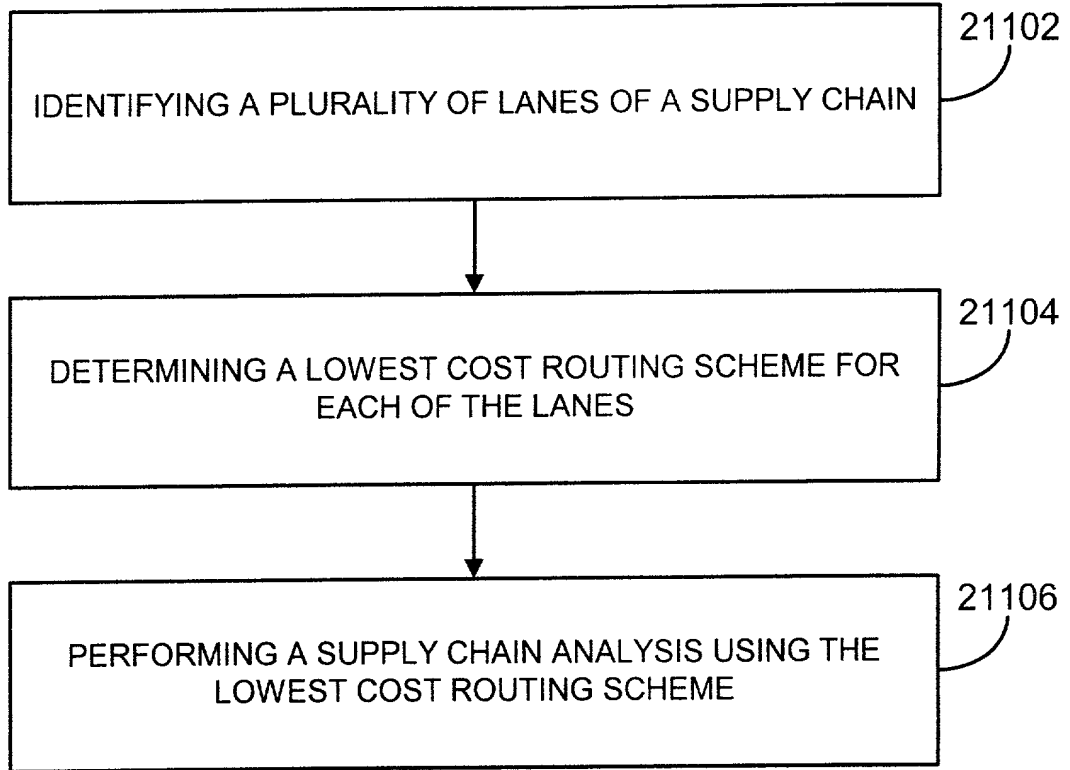 21102
IDENTIFYING A PLURALITY OF LANES OF A SUPPLY CHAIN
21104
DETERMINING A LOWEST COST ROUTING SCHEME FOR
EACH OF THE LANES
21106
PERFORMING A SUPPLY CHAIN ANALYSIS USING THE
LOWEST COST ROUTING SCHEME